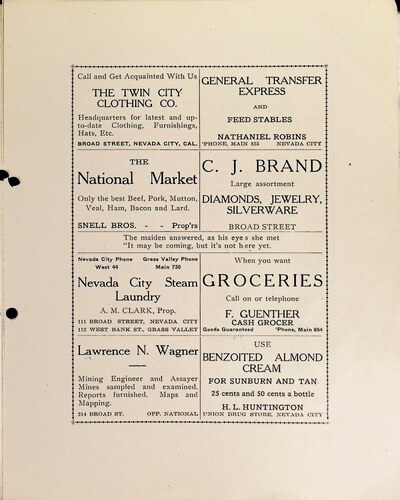 Call and Get Acquainted With Us
THE TWIN CITY
CLOTHING CO.
Headquarters for latest and up-
to-date Clothing, Furnishings,
Hats, Etc.
BROAD STREET, NEVADA CITY, CAL.
GENERAL TRANSFER
EXPRESS
AND
FEED STABLES
NATHANIEL ROBINS
'PHONE, MAIN 835 NEVADA CITY
THE
National Market
Only the best Beef, Pork, Mutton,
Veal, Ham, Bacon and Lard.
SNELL BROS. - - Prop'rs
C. J. BRAND
Large assortment
DIAMONDS, JEWELRY,
SILVERWARE
BROAD STREET
The maiden answered, as his eyes she met
"It may be coming, but it's not here yet.
Nevada City Phone Grass Valley Phone
West 44 Main 730
Nevada City Steam
Laundry
A. M. CLARK, Prop.
111 BROAD STREET, NEVADA CITY
112 WEST BANK ST., GRASS VALLEY
When you want
GROCERIES
Call on or telephone
F. GUENTHER
CASH GROCER
Goods Guaranteed 'Phone, Main 654
Lawrence N. Wagner
Mining Engineer and Assayer
Mines sampled and examined.
Reports furnished. Maps and
Mapping.
214 BROAD ST. OPP. NATIONAL
USE
BENZOITED ALMOND
CREAM
FOR SUNBURN AND TAN
25 cents and 50 cents a bottle
H. L. HUNTINGTON
UNION DRUG STORE, NEVADA CITY